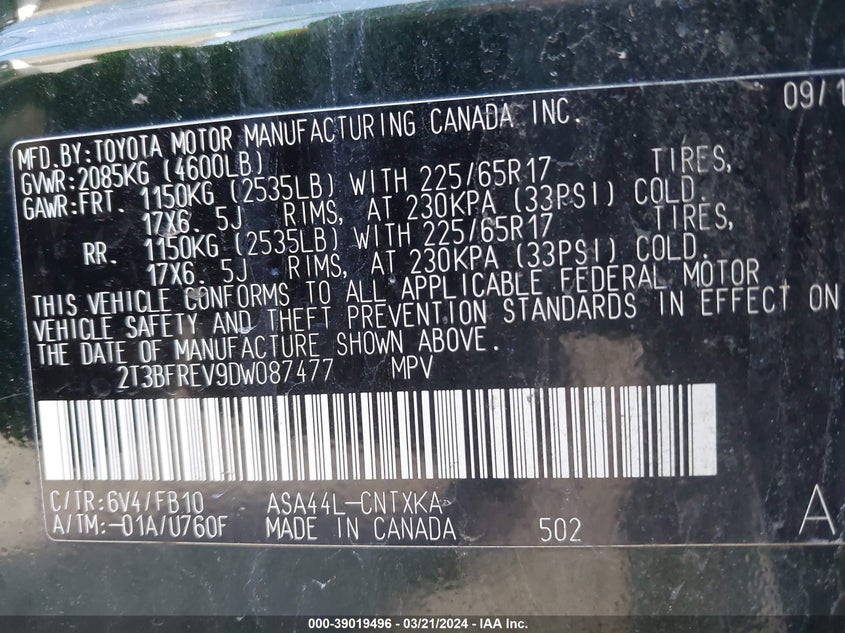 09/1
MFD.BY:TOYOTA MOTOR MANUFACTURING CANADA INC.
GVWR:2085KG (4600LB)
GAWR:FRT. 1150KG (2535LB) WITH 225/65R17 TIRES,
17X6. 5J RIMS, AT 230KPA (33PSI) COLD.
RR. 1150KG (2535LB) WITH 225/65R17 TIRES,
17X6. 5J RIMS, AT 230KPA (33PSI) COLD.
THIS VEHICLE CONFORMS TO ALL APPLICABLE FEDERAL MOTOR
VEHICLE SAFETY AND THEFT PREVENTION STANDARDS IN EFFECT ON
THE DATE OF MANUFACTURE SHOWN ABOVE.
2T3BFREV9DW087477 MPV
C/TR:6V4/FB10 ASA44L-CNTXKA
A/TM:-01A/U760F MADE IN CANADA 502 A
000-39019496 - 03/21/2024 - IAA Inc.